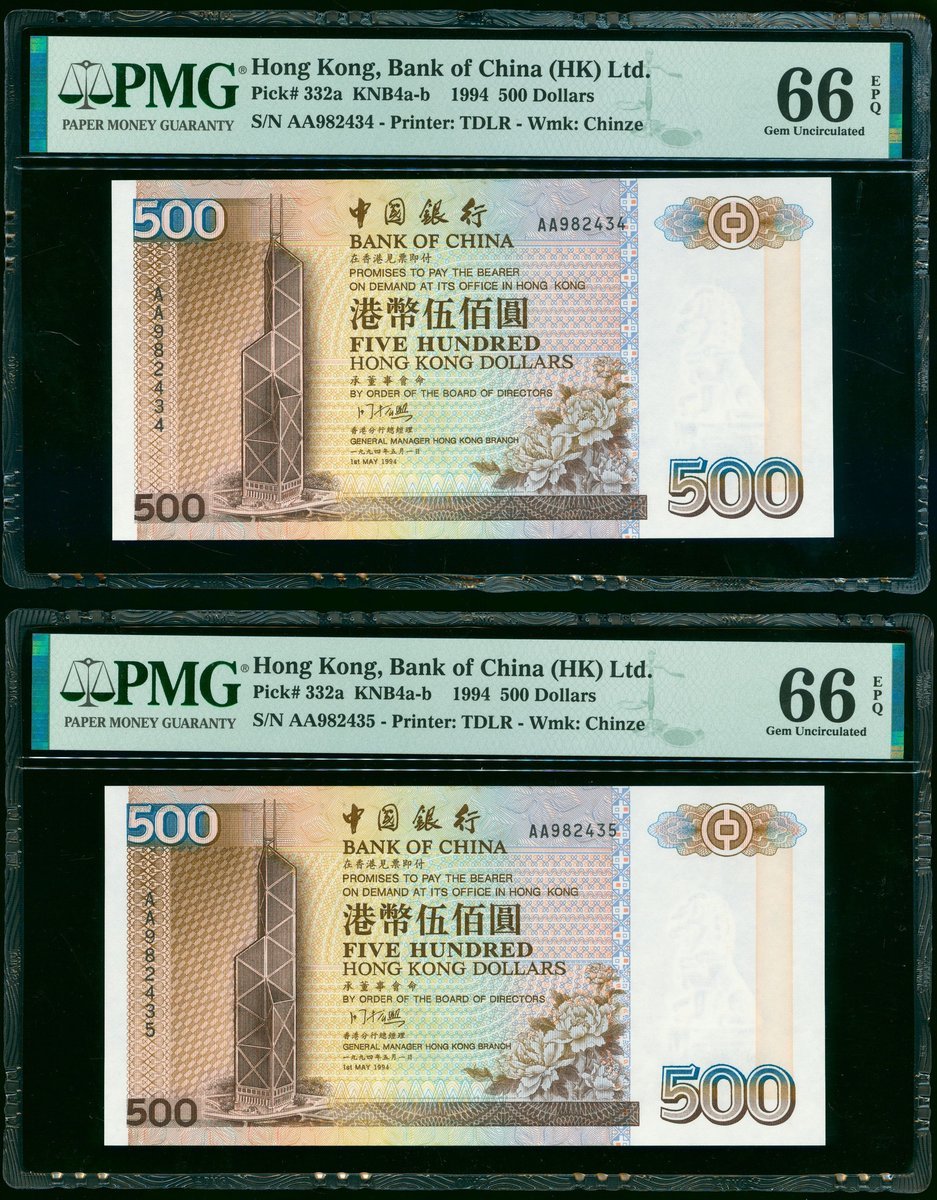 PMG®
PAPER MONEY GUARANTY
Hong Kong, Bank of China (HK) Ltd.
Pick# 332a KNB4a-b 1994 500 Dollars
S/N AA982434 - Printer: TDLR - Wmk: Chinze
66 EPQ
Gem Uncirculated
500
中國銀行
AA982434
BANK OF CHINA
在香港見票即付
PROMISES TO PAY THE BEARER
ON DEMAND AT ITS OFFICE IN HONG KONG
AA982434
港幣伍佰圓
FIVE HUNDRED
HONG KONG DOLLARS
承董事會命
BY ORDER OF THE BOARD OF DIRECTORS
香港分行總經理
GENERAL MANAGER HONG KONG BRANCH
一九九四年五月一日
1st MAY 1994
500
500
PMG®
PAPER MONEY GUARANTY
Hong Kong, Bank of China (HK) Ltd.
Pick# 332a KNB4a-b 1994 500 Dollars
S/N AA982435 - Printer: TDLR - Wmk: Chinze
66 EPQ
Gem Uncirculated
500
中國銀行
AA982435
BANK OF CHINA
在香港見票即付
PROMISES TO PAY THE BEARER
ON DEMAND AT ITS OFFICE IN HONG KONG
AA982435
港幣伍佰圓
FIVE HUNDRED
HONG KONG DOLLARS
承董事會命
BY ORDER OF THE BOARD OF DIRECTORS
香港分行總經理
GENERAL MANAGER HONG KONG BRANCH
一九九四年五月一日
1st MAY 1994
500
500